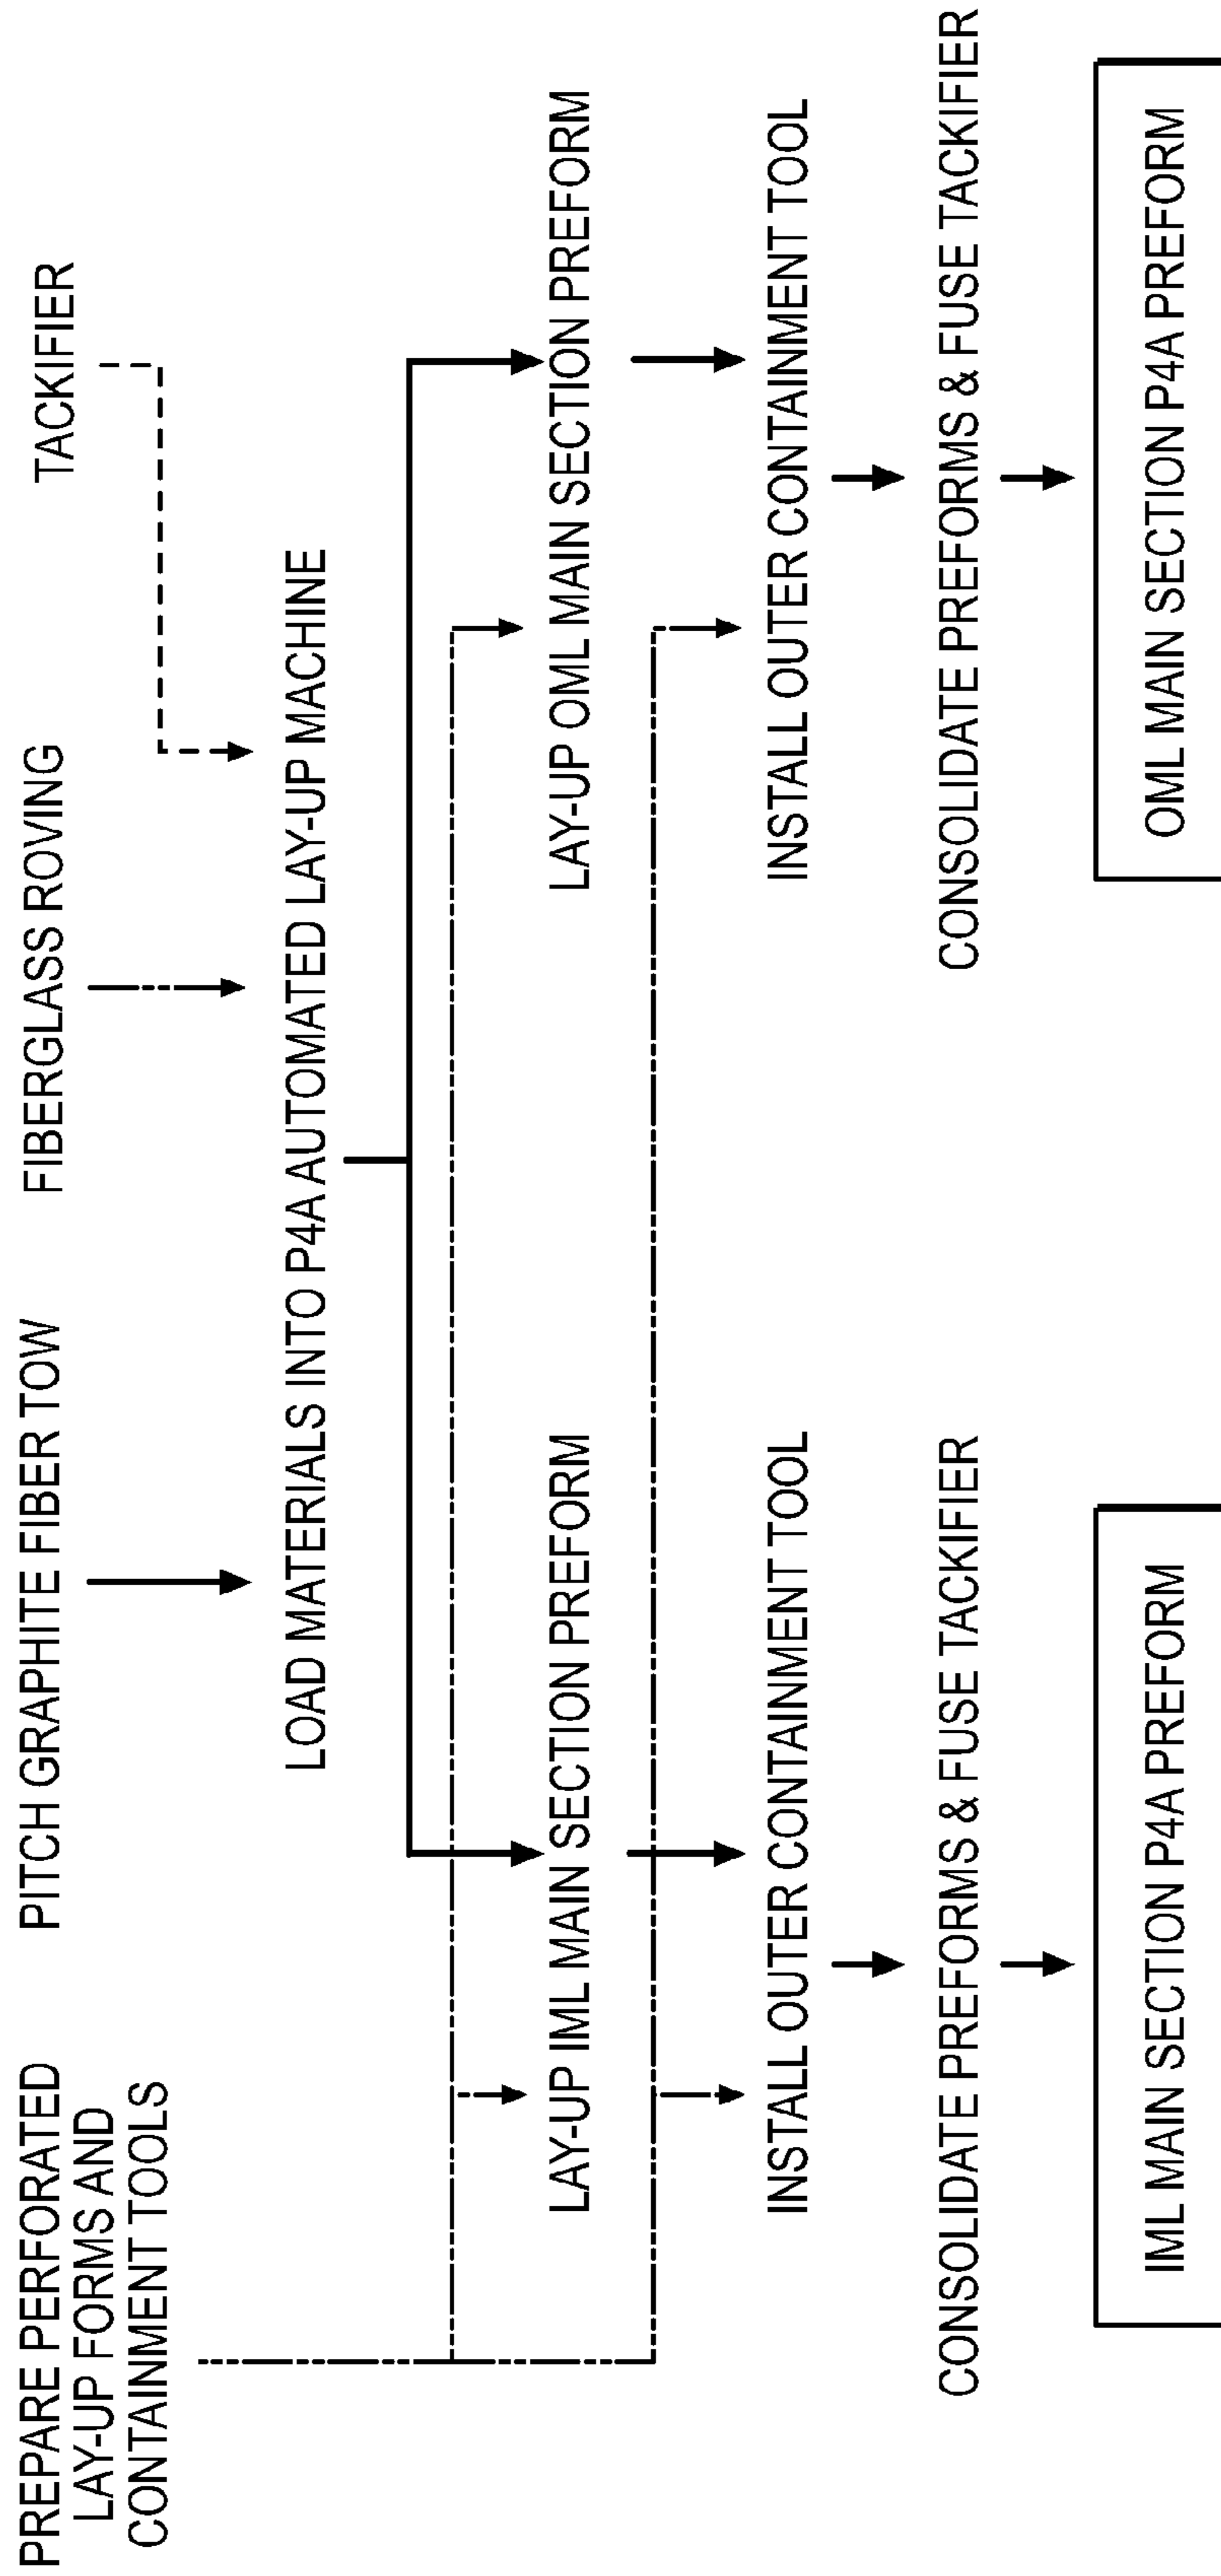 PREPARE PERFORATED
LAY-UP FORMS AND
CONTAINMENT TOOLS
PITCH GRAPHITE FIBER TOW
FIBERGLASS ROVING
TACKIFIER
LOAD MATERIALS INTO P4A AUTOMATED LAY-UP MACHINE
LAY-UP IML MAIN SECTION PREFORM
LAY-UP OML MAIN SECTION PREFORM
INSTALL OUTER CONTAINMENT TOOL
INSTALL OUTER CONTAINMENT TOOL
CONSOLIDATE PREFORMS & FUSE TACKIFIER
CONSOLIDATE PREFORMS & FUSE TACKIFIER
IML MAIN SECTION P4A PREFORM
OML MAIN SECTION P4A PREFORM